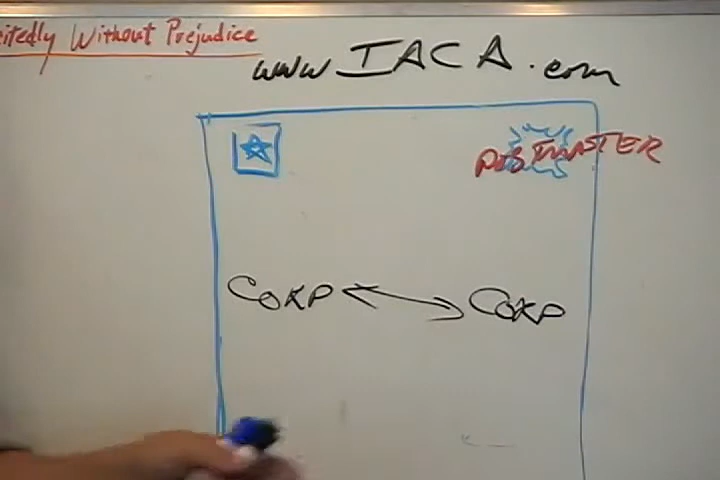 itedly Without Prejudice
www IACA.com
POSTMASTER
CORP CORP